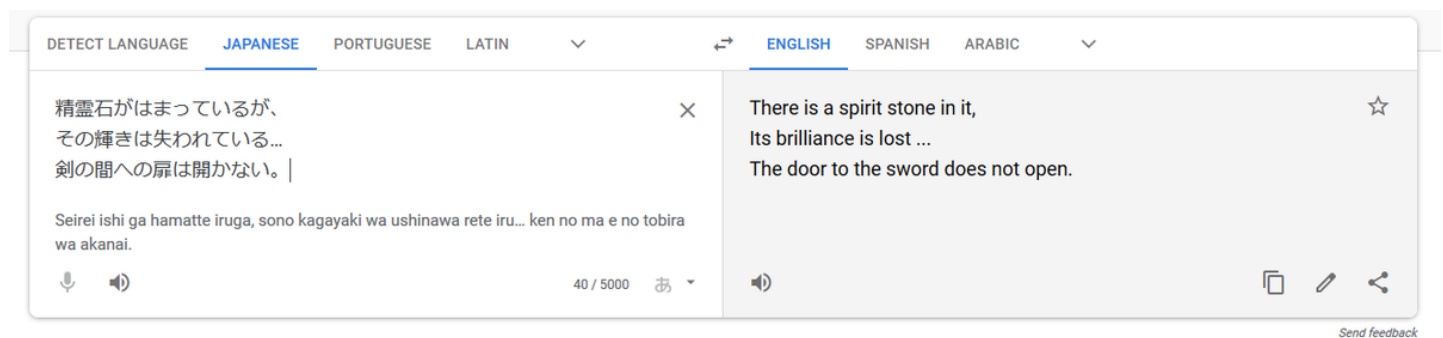 DETECT LANGUAGE JAPANESE PORTUGUESE LATIN ENGLISH SPANISH ARABIC
精霊石がはまっているが、
その輝きは失われている...
剣の間への扉は開かない。
Seirei ishi ga hamatte iruga, sono kagayaki wa ushinawa rete iru... ken no ma e no tobira
wa akanai.
40 / 5000 あ
There is a spirit stone in it,
Its brilliance is lost ...
The door to the sword does not open.
Send feedback